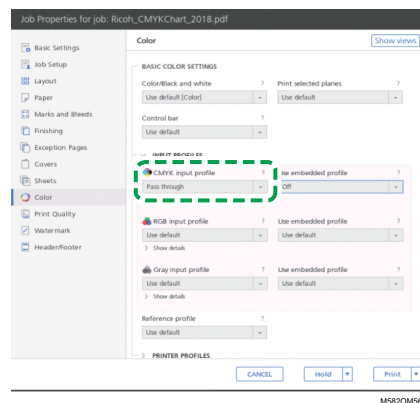 Job Properties for job: Ricoh_CMYKChart_2018.pdf
Color
Show views
Basic Settings
Job Setup
Layout
Paper
Marks and Bleeds
Finishing
Exception Pages
Covers
Sheets
Color
Print Quality
Watermark
Header/Footer
BASIC COLOR SETTINGS
Color/Black and white ? Print selected planes ?
Use default [Color] Use default
Control bar ?
Use default
INPUT PROFILES
CMYK input profile ? Use embedded profile ?
Pass through Off
RGB input profile ? Use embedded profile ?
Use default Use default
Show details
Gray input profile ? Use embedded profile ?
Use default Use default
Show details
Reference profile ?
Use default
PRINTER PROFILES
CANCEL Hold Print